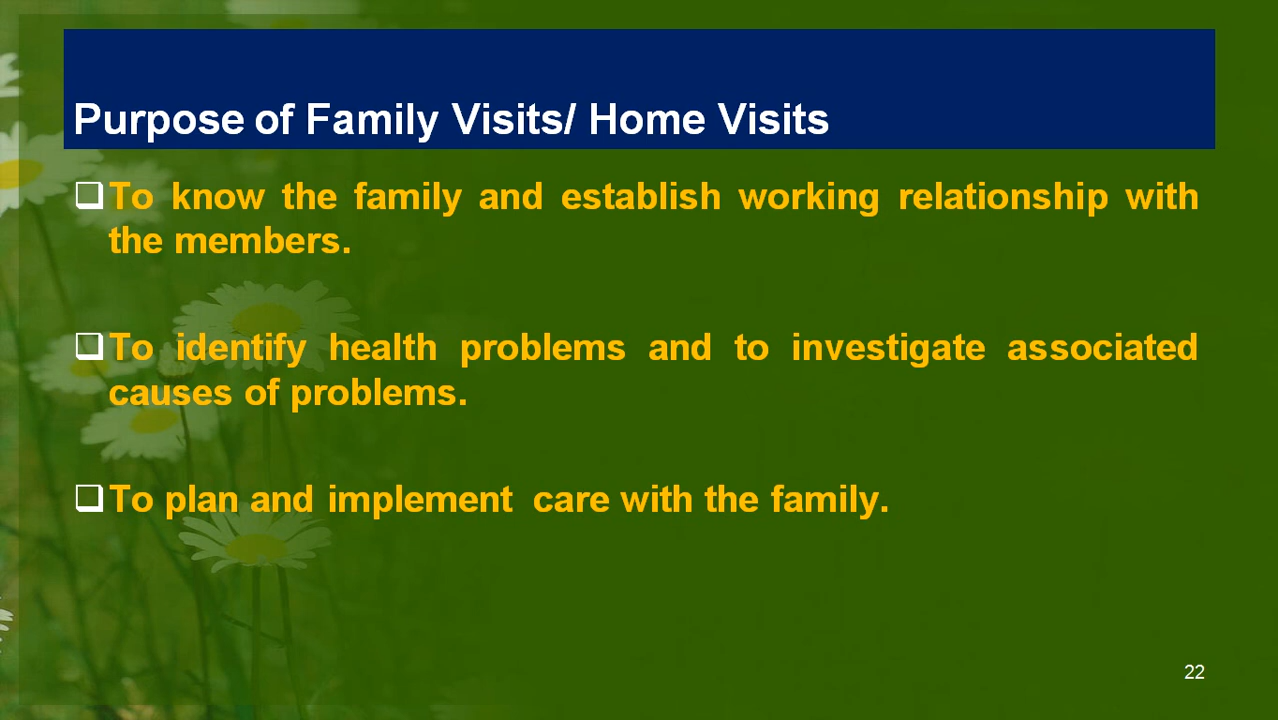 Purpose of Family Visits/ Home Visits
To know the family and establish working relationship with
the members.
To identify health problems and to investigate associated
causes of problems.
To plan and implement care with the family.
22